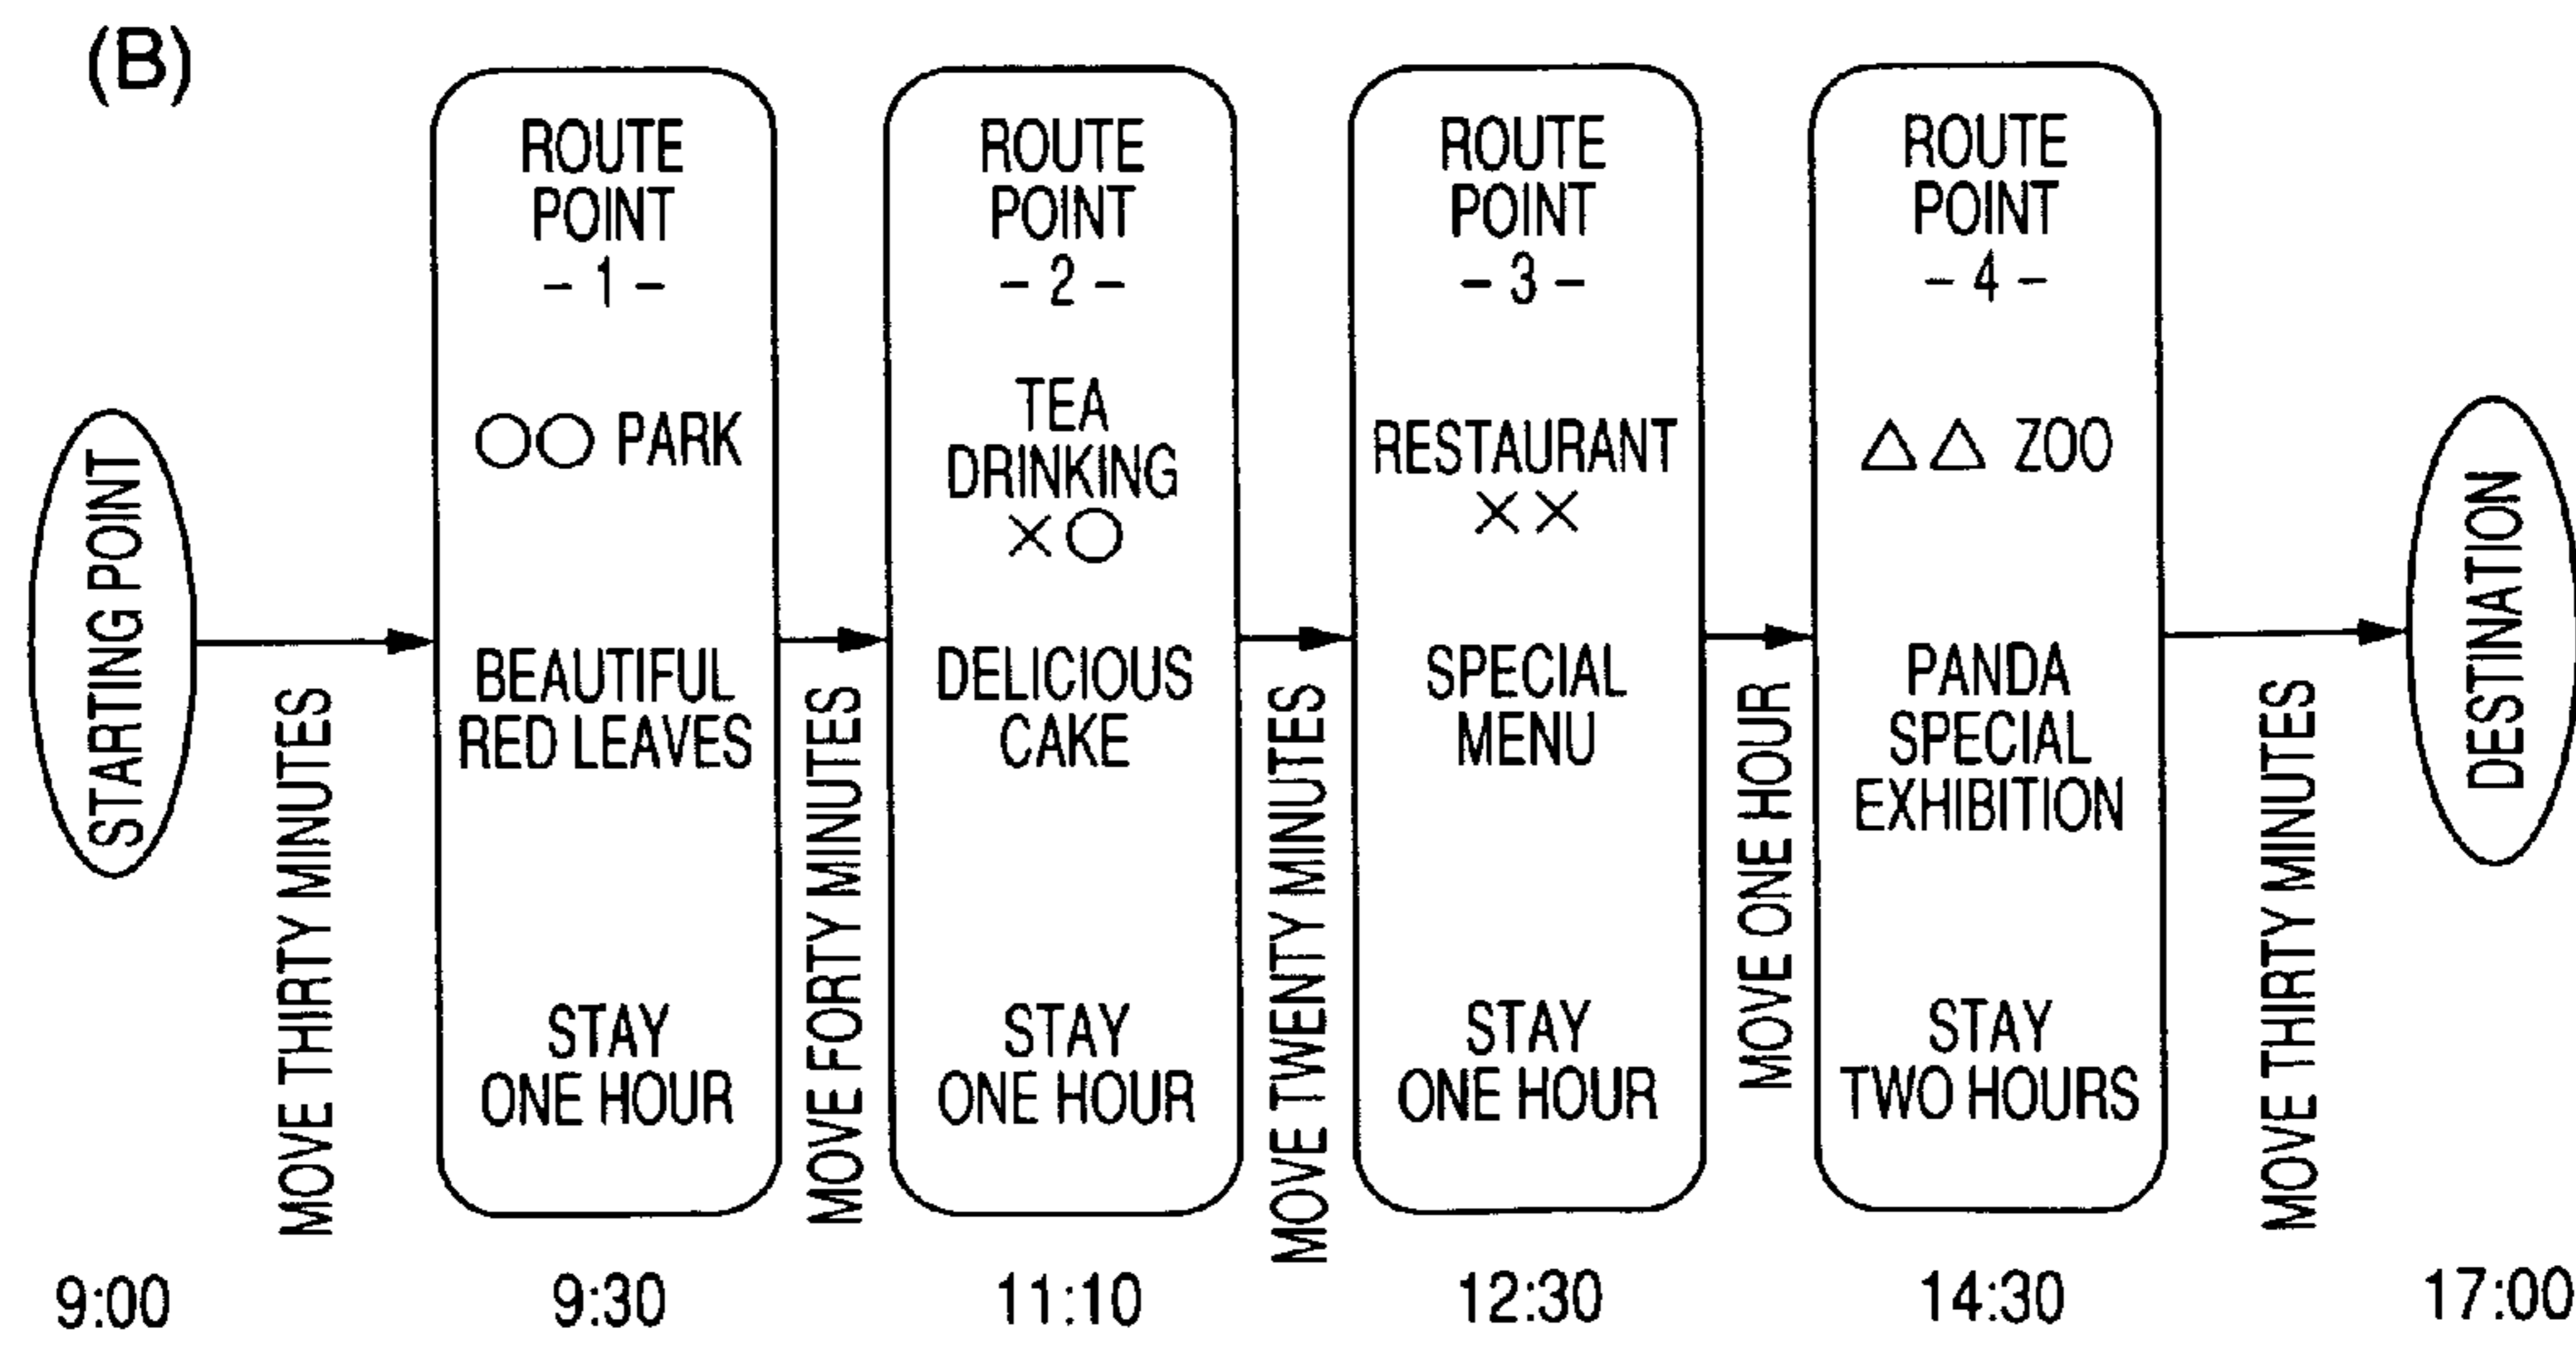 (B)
STARTING POINT
MOVE THIRTY MINUTES
ROUTE
POINT
– 1 –
○○ PARK
BEAUTIFUL
RED LEAVES
STAY
ONE HOUR
MOVE FORTY MINUTES
ROUTE
POINT
– 2 –
TEA
DRINKING
×○
DELICIOUS
CAKE
STAY
ONE HOUR
MOVE TWENTY MINUTES
ROUTE
POINT
– 3 –
RESTAURANT
××
SPECIAL
MENU
STAY
ONE HOUR
MOVE ONE HOUR
ROUTE
POINT
– 4 –
△△ ZOO
PANDA
SPECIAL
EXHIBITION
STAY
TWO HOURS
MOVE THIRTY MINUTES
DESTINATION
9:00
9:30
11:10
12:30
14:30
17:00